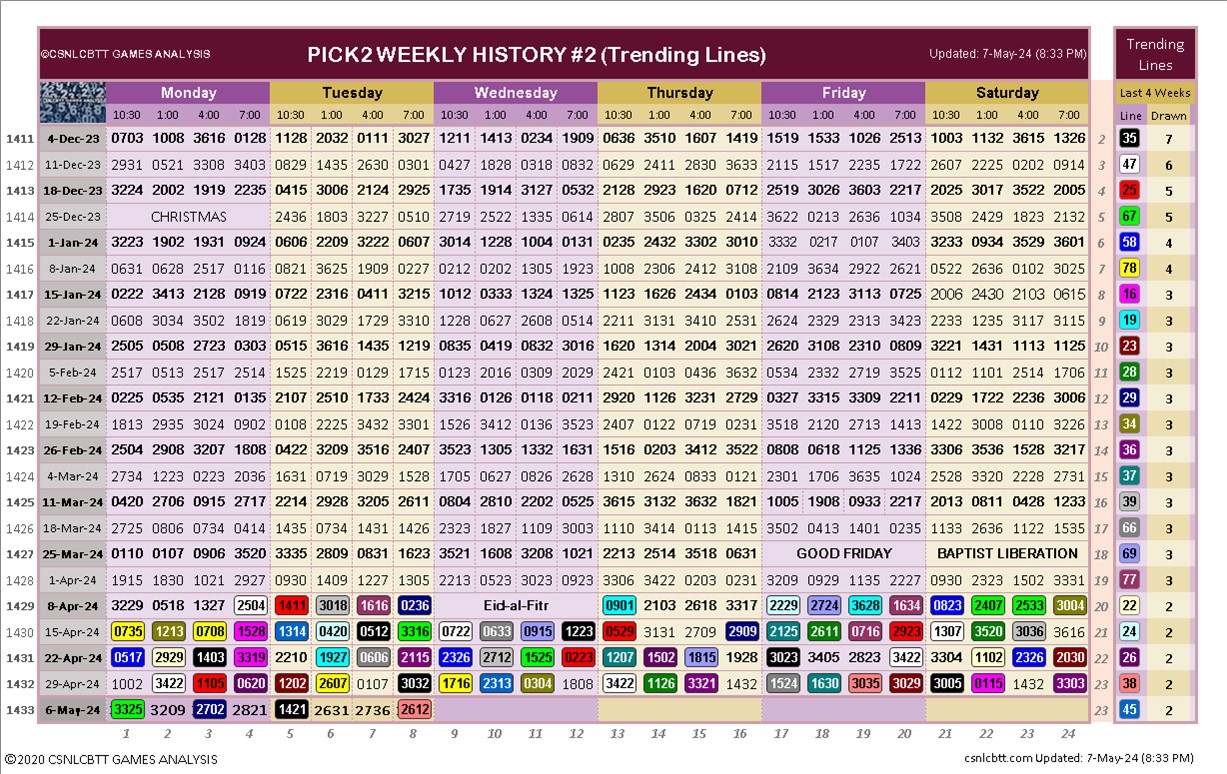 ©CSNLCBTT GAMES ANALYSIS PICK2 WEEKLY HISTORY #2 (Trending Lines) Updated: 7-May-24 (8:33 PM) Trending Lines
Monday Tuesday Wednesday Thursday Friday Saturday Last 4 Weeks
10:30 1:00 4:00 7:00 10:30 1:00 4:00 7:00 10:30 1:00 4:00 7:00 10:30 1:00 4:00 7:00 10:30 1:00 4:00 7:00 10:30 1:00 4:00 7:00 Line Drawn
1411 4-Dec-23 0703 1008 3616 0128 1128 2032 0111 3027 1211 1413 0234 1909 0636 3510 1607 1419 1519 1533 1026 2513 1003 1132 3615 1326 2 35 7
1412 11-Dec-23 2931 0521 3308 3403 0829 1435 2630 0301 0427 1828 0318 0832 0629 2411 2830 3633 2115 1517 2335 1722 2607 2225 0202 0914 3 47 6
1413 18-Dec-23 3224 2002 1919 2235 0415 3006 2124 2925 1735 1914 3127 0532 2128 2923 1620 0712 2519 3026 3603 2217 2025 3017 3522 2005 4 25 5
1414 25-Dec-23 CHRISTMAS 2436 1803 3227 0510 2719 2522 1335 0614 2807 3506 0325 2414 3622 0213 2636 1034 3508 2429 1823 2132 5 67 5
1415 1-Jan-24 3223 1902 1931 0924 0606 2209 3222 0607 3014 1228 1004 0131 0235 2432 3302 3010 3332 0217 0107 3403 3233 0934 3529 3601 6 58 4
1416 8-Jan-24 0631 0628 2517 0116 0821 3625 1909 0227 0212 0202 1305 1923 1008 2306 2412 3108 2109 3634 2922 2621 0522 2636 0102 3025 7 78 4
1417 15-Jan-24 0222 3413 2128 0919 0722 2316 0411 3213 1012 0333 1324 1325 1123 1626 2434 0103 0814 2123 3113 0725 2006 2430 2103 0615 8 16 3
1418 22-Jan-24 0608 3034 3502 1819 0619 3029 1729 3310 1228 0627 2608 0514 2211 3131 3410 2531 2624 2329 2313 3423 2233 1235 3117 3115 9 19 3
1419 29-Jan-24 2505 0508 2723 0303 0515 3616 1435 1219 0835 0419 0832 3016 1620 1314 2004 3021 2620 3108 2310 0809 3221 1431 1113 1125 10 23 3
1420 5-Feb-24 2517 0513 2517 2514 1525 2219 0129 1715 0123 2016 0309 2029 2421 0103 0436 3632 0534 2332 2719 3525 0112 1101 2514 1706 11 28 3
1421 12-Feb-24 0225 0535 2121 0135 2107 2510 1733 2424 3316 0126 0118 0211 2920 1126 3231 2729 0327 3315 3309 2211 0229 1722 2236 3006 12 29 3
1422 19-Feb-24 1813 2935 3024 0902 0108 2225 3432 3301 1526 3412 0136 3523 2407 0122 0719 0231 3518 2120 2713 1413 1422 3008 0110 3226 13 34 3
1423 26-Feb-24 2504 2908 3207 1808 0422 3209 3516 2407 3523 1305 1332 1631 1516 0203 3412 3522 0808 0618 1125 1336 3306 3536 1528 3217 14 36 3
1424 4-Mar-24 2734 1223 0223 2036 1631 0719 3029 1521 1705 0627 0826 2628 1310 2624 0833 0121 2301 1706 3635 1024 2528 3320 2228 2731 15 37 3
1425 11-Mar-24 0420 2706 0915 2717 2214 2928 3205 2611 0804 2810 2202 0525 3615 3132 3632 1821 1005 1908 0933 2217 2013 0811 0428 1233 16 39 3
1426 18-Mar-24 2725 0806 0734 0414 1435 0734 1431 1426 2323 1827 1109 3003 1110 3414 0113 1415 3502 0413 1401 0235 1133 2636 1122 1535 17 66 3
1427 25-Mar-24 0110 0107 0906 3520 3335 2809 0831 1623 3521 1608 3208 1021 2213 2514 3518 0631 GOOD FRIDAY BAPTIST LIBERATION 18 69 3
1428 1-Apr-24 1915 1830 1021 2927 0930 1409 1227 1305 2213 0523 3023 0923 3306 3422 0203 0231 3209 0929 1135 2227 0930 2323 1502 3331 19 77 3
1429 8-Apr-24 3229 0518 1327 2504 1411 3018 1616 0236 Eid-al-Fitr 0901 2103 2618 3317 2229 2724 3628 1634 0823 2407 2533 3004 20 22 2
1430 15-Apr-24 0735 1213 0708 1528 1314 0420 0512 3316 0722 0633 0915 1223 0529 3131 2709 2909 2125 2611 0716 2923 1307 3520 3036 3616 21 24 2
1431 22-Apr-24 0517 2929 1403 3319 2210 1927 0606 2115 2326 2712 1525 0223 1207 1502 1815 1928 3023 3405 2823 3422 3304 1102 2326 2030 22 26 2
1432 29-Apr-24 1002 3422 1105 0620 1202 2607 0107 3032 1716 2313 0304 1808 3422 1126 3321 1432 1524 1630 3035 3029 3005 0115 1432 3303 23 38 2
1433 6-May-24 3325 3209 2702 2821 1421 2631 2736 2612 23 45 2
1 2 3 4 5 6 7 8 9 10 11 12 13 14 15 16 17 18 19 20 21 22 23 24
©2020 CSNLCBTT GAMES ANALYSIS csnlcbtt.com Updated: 7-May-24 (8:33 PM)